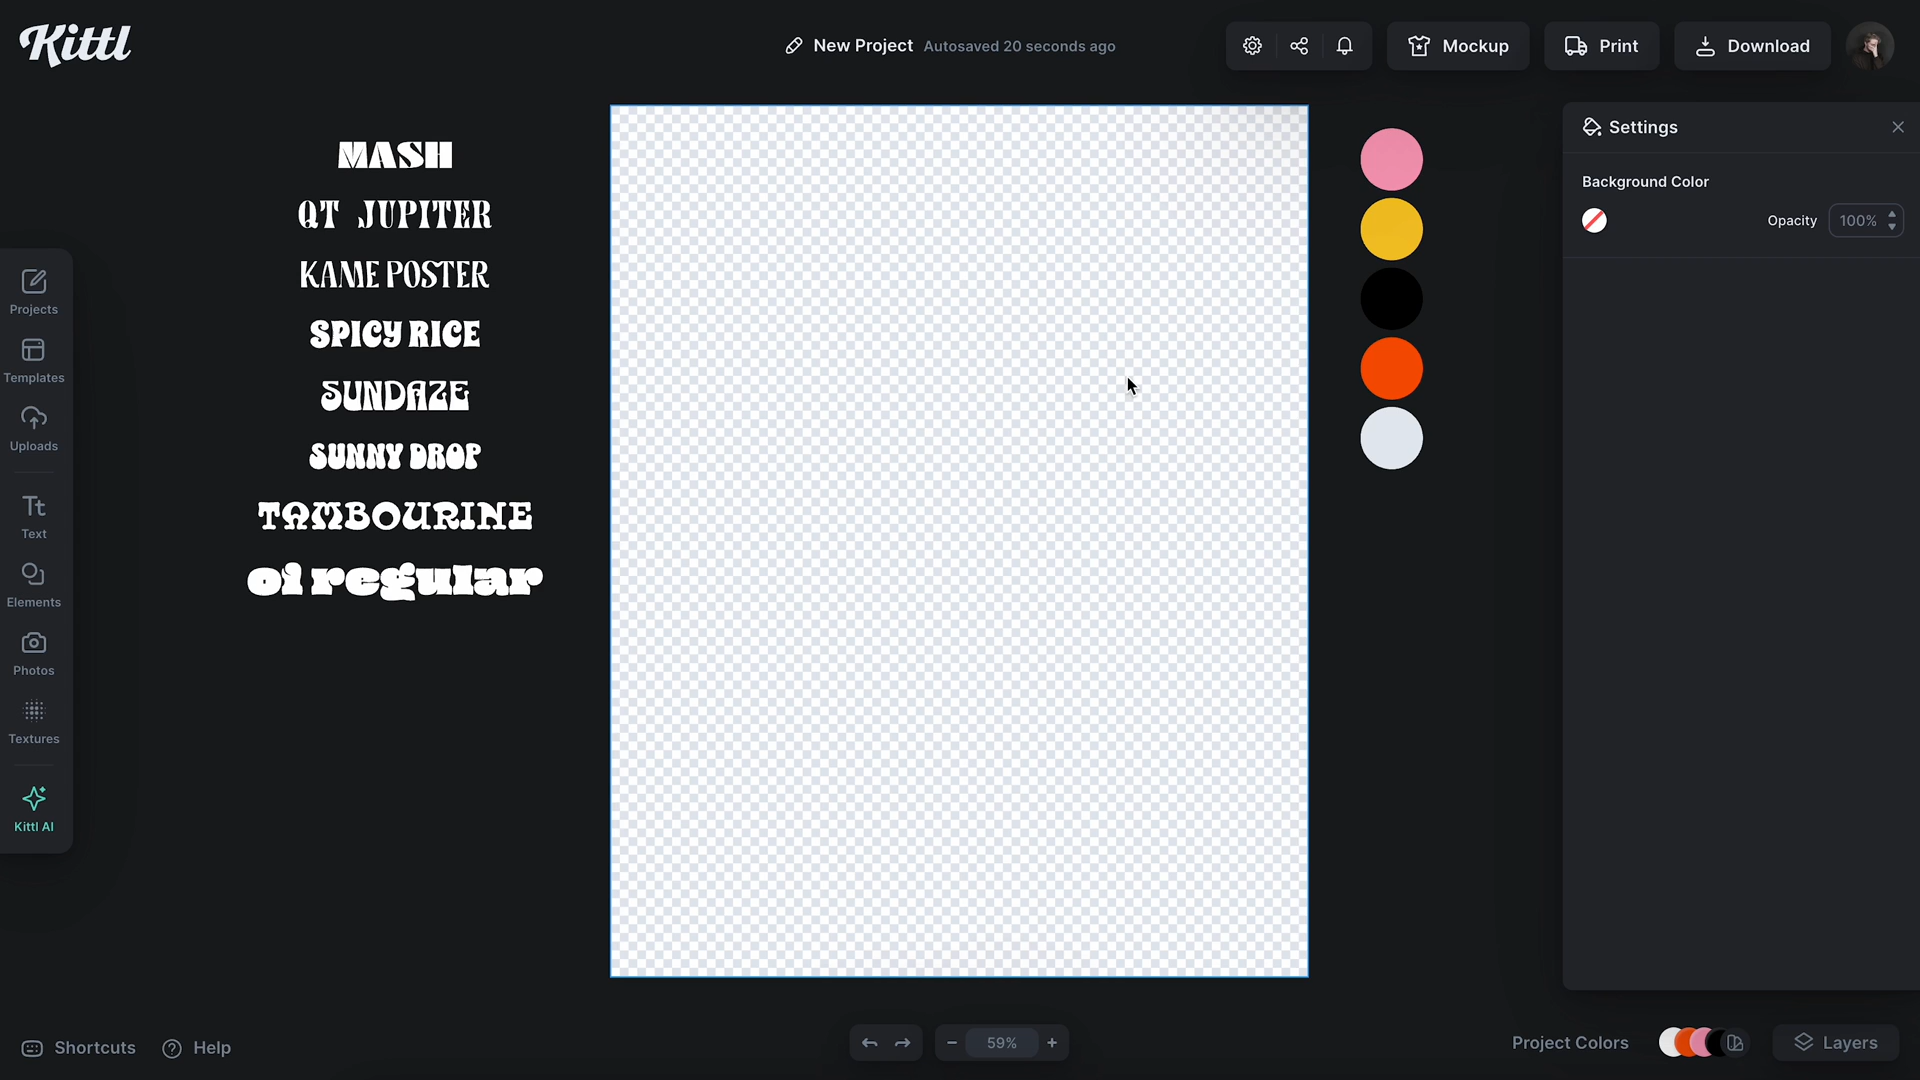 Kittl
New Project Autosaved 20 seconds ago
Mockup
Print
Download
MASH
QT JUPITER
KAME POSTER
SPICY RICE
SUNDAZE
SUNNY DROP
TAMBOURINE
oi regular
Projects
Templates
Uploads
Tt
Text
Elements
Photos
Textures
Kittl AI
Settings
Background Color
Opacity 100%
Shortcuts
Help
59%
Project Colors
Layers